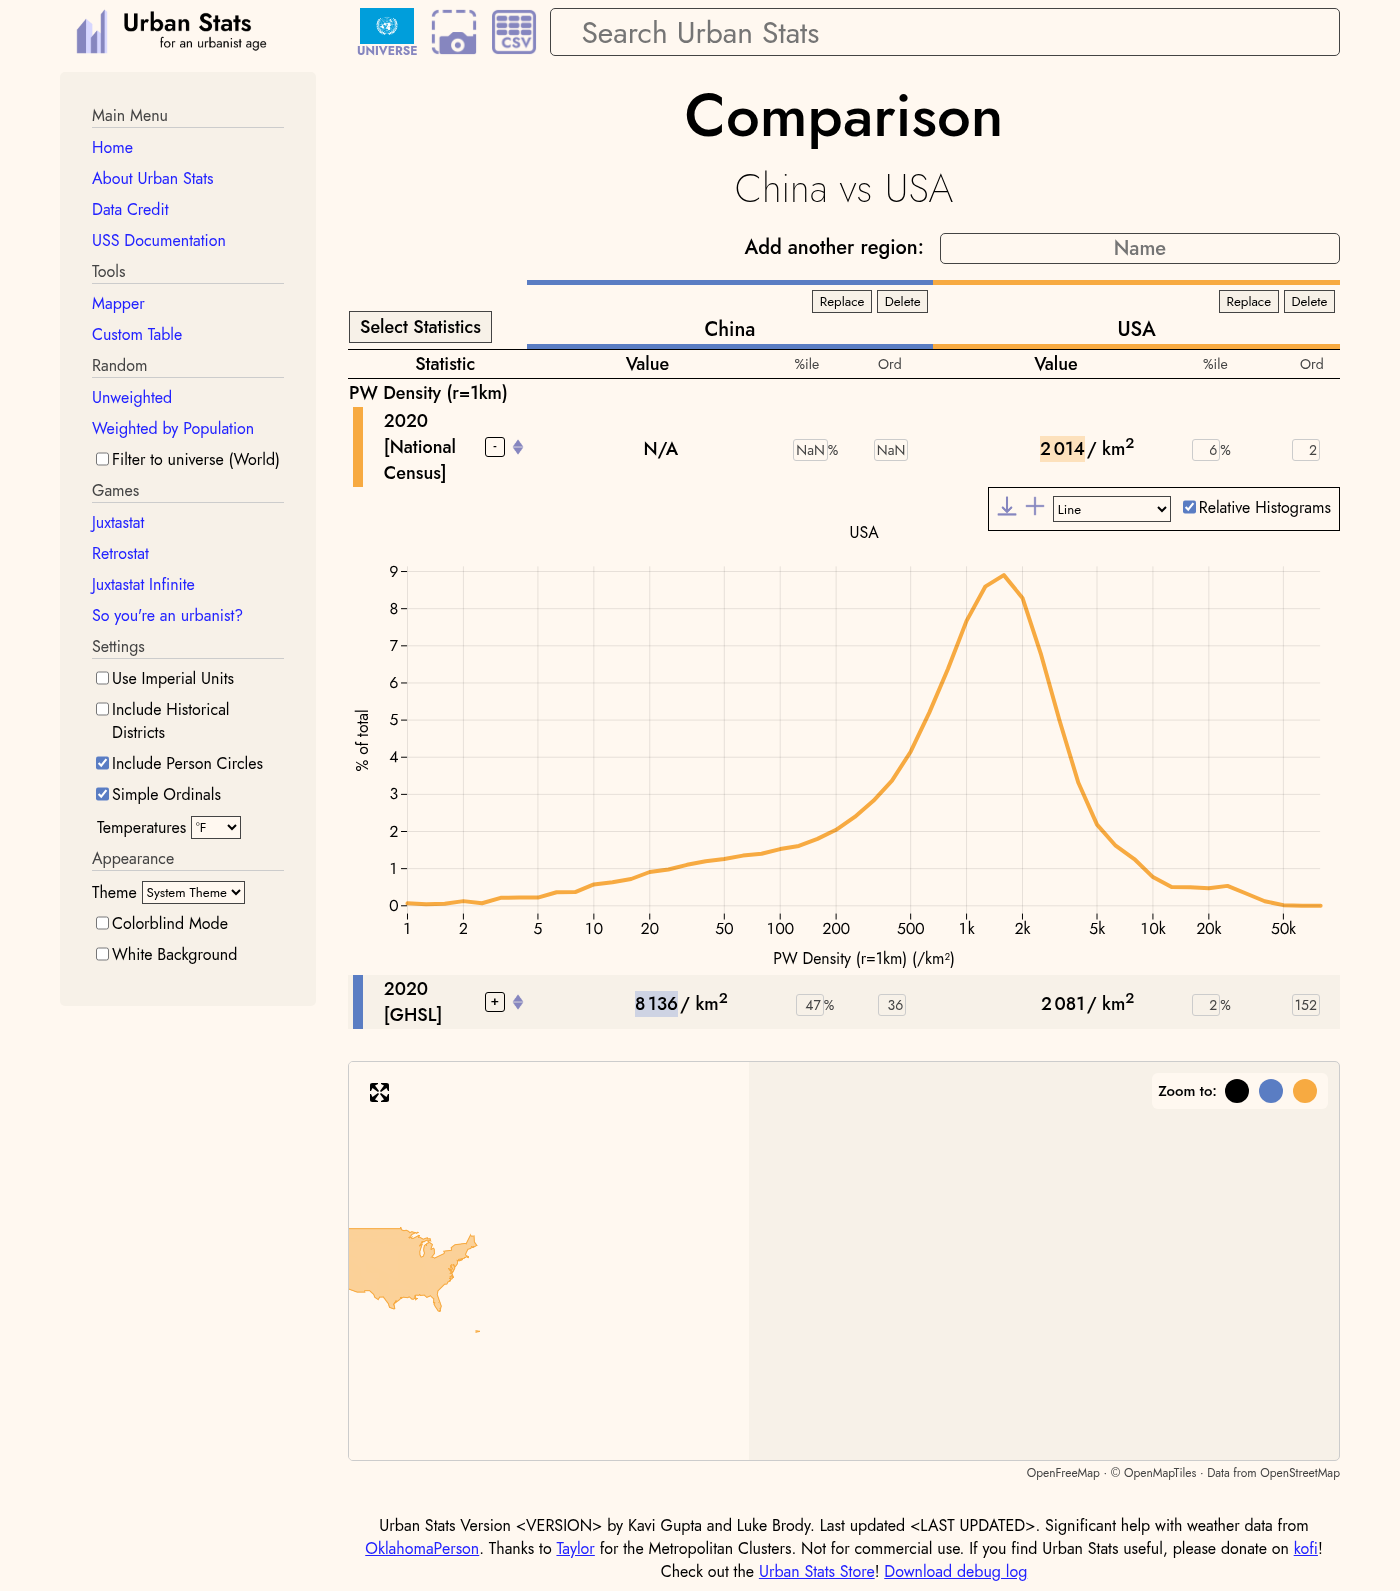 Urban Stats
for an urbanist age
UNIVERSE
CSV
Search Urban Stats
Main Menu
Home
About Urban Stats
Data Credit
USS Documentation
Tools
Mapper
Custom Table
Random
Unweighted
Weighted by Population
Filter to universe (World)
Games
Juxtastat
Retrostat
Juxtastat Infinite
So you're an urbanist?
Settings
Use Imperial Units
Include Historical
Districts
Include Person Circles
Simple Ordinals
Temperatures °F
Appearance
Theme System Theme
Colorblind Mode
White Background
Comparison
China vs USA
Add another region: Name
Replace Delete Replace Delete
Select Statistics China USA
Statistic Value %ile Ord Value %ile Ord
PW Density (r=1km)
2020
[National
Census]
- N/A NaN% NaN 2 014 / km2 6% 2
Line Relative Histograms
USA
9
8
7
6
5
4
3
2
1
0
% of total
1 2 5 10 20 50 100 200 500 1k 2k 5k 10k 20k 50k
PW Density (r=1km) (/km²)
2020
[GHSL]
+ 8 136 / km2 47% 36 2 081 / km2 2% 152
Zoom to:
OpenFreeMap · © OpenMapTiles · Data from OpenStreetMap
Urban Stats Version <VERSION> by Kavi Gupta and Luke Brody. Last updated <LAST UPDATED>. Significant help with weather data from
OklahomaPerson. Thanks to Taylor for the Metropolitan Clusters. Not for commercial use. If you find Urban Stats useful, please donate on kofi!
Check out the Urban Stats Store! Download debug log